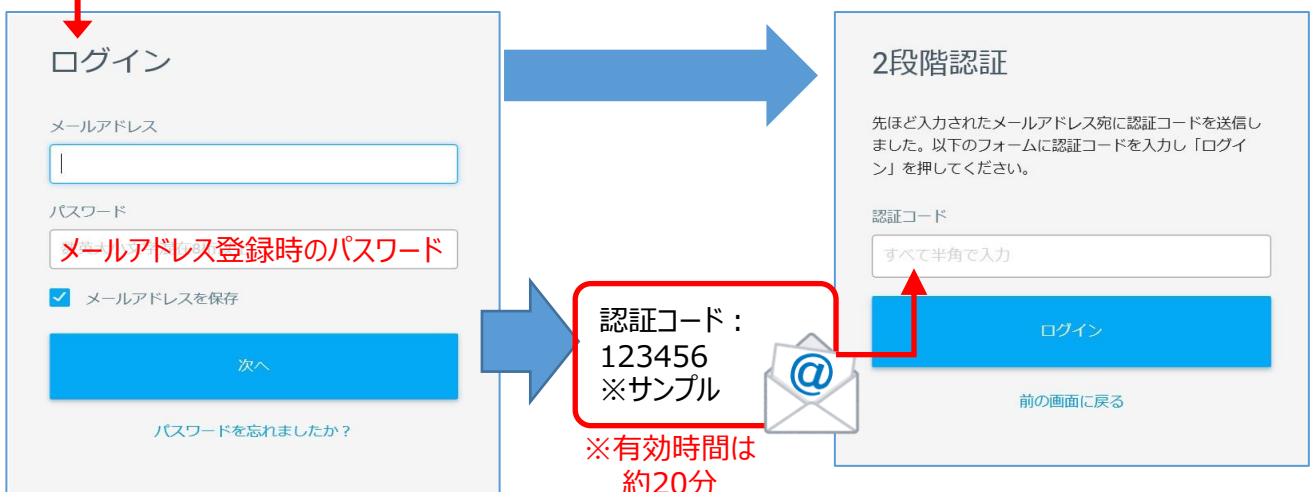 ログイン
メールアドレス
パスワード
メールアドレス登録時のパスワード
メールアドレスを保存
次へ
パスワードを忘れましたか？
認証コード：
123456
※サンプル
@
※有効時間は
約20分
2段階認証
先ほど入力されたメールアドレス宛に認証コードを送信し
ました。以下のフォームに認証コードを入力し「ログイ
ン」を押してください。
認証コード
すべて半角で入力
ログイン
前の画面に戻る